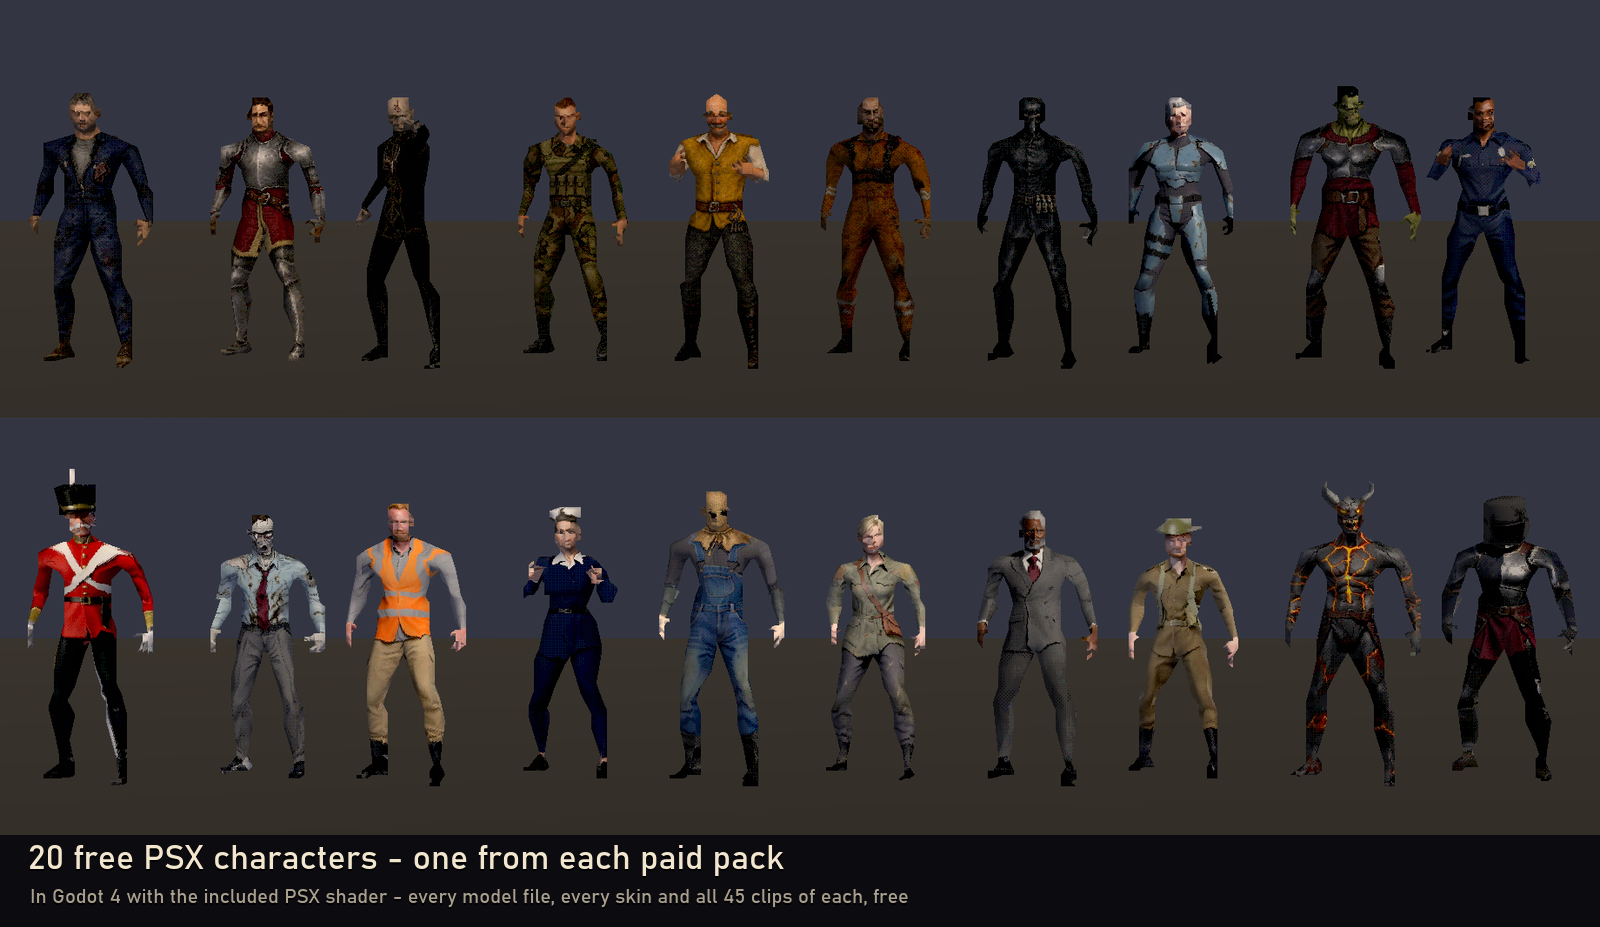 20 free PSX characters - one from each paid pack
In Godot 4 with the included PSX shader - every model file, every skin and all 45 clips of each, free